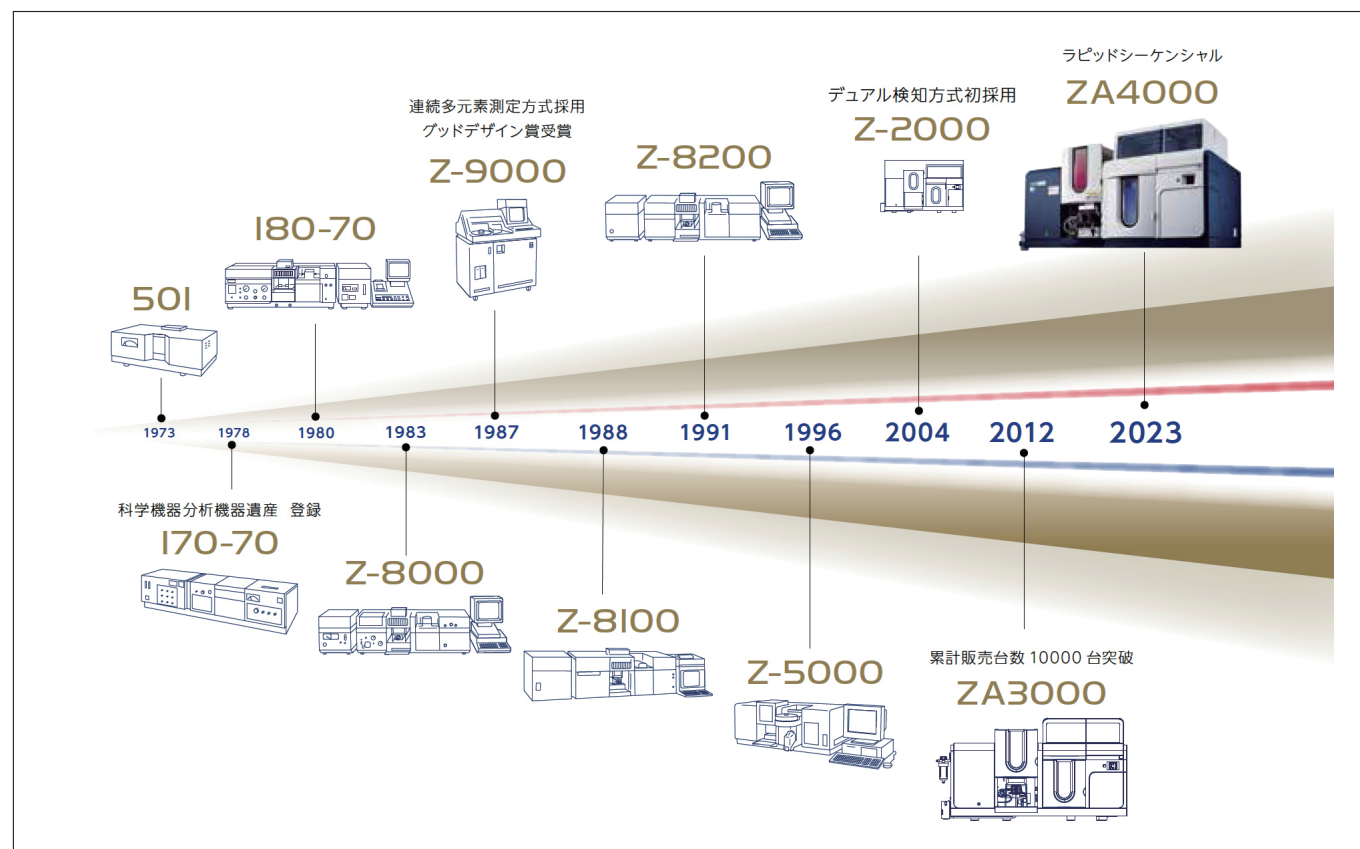 ラピッドシーケンシャル
ZA4000
デュアル検知方式初採用
Z-2000
連続多元素測定方式採用
グッドデザイン賞受賞
Z-9000
Z-8200
180-70
501
1973
1978
1980
1983
1987
1988
1991
1996
2004
2012
2023
科学機器分析機器遺産 登録
170-70
Z-8000
Z-8100
Z-5000
累計販売台数 10000 台突破
ZA3000